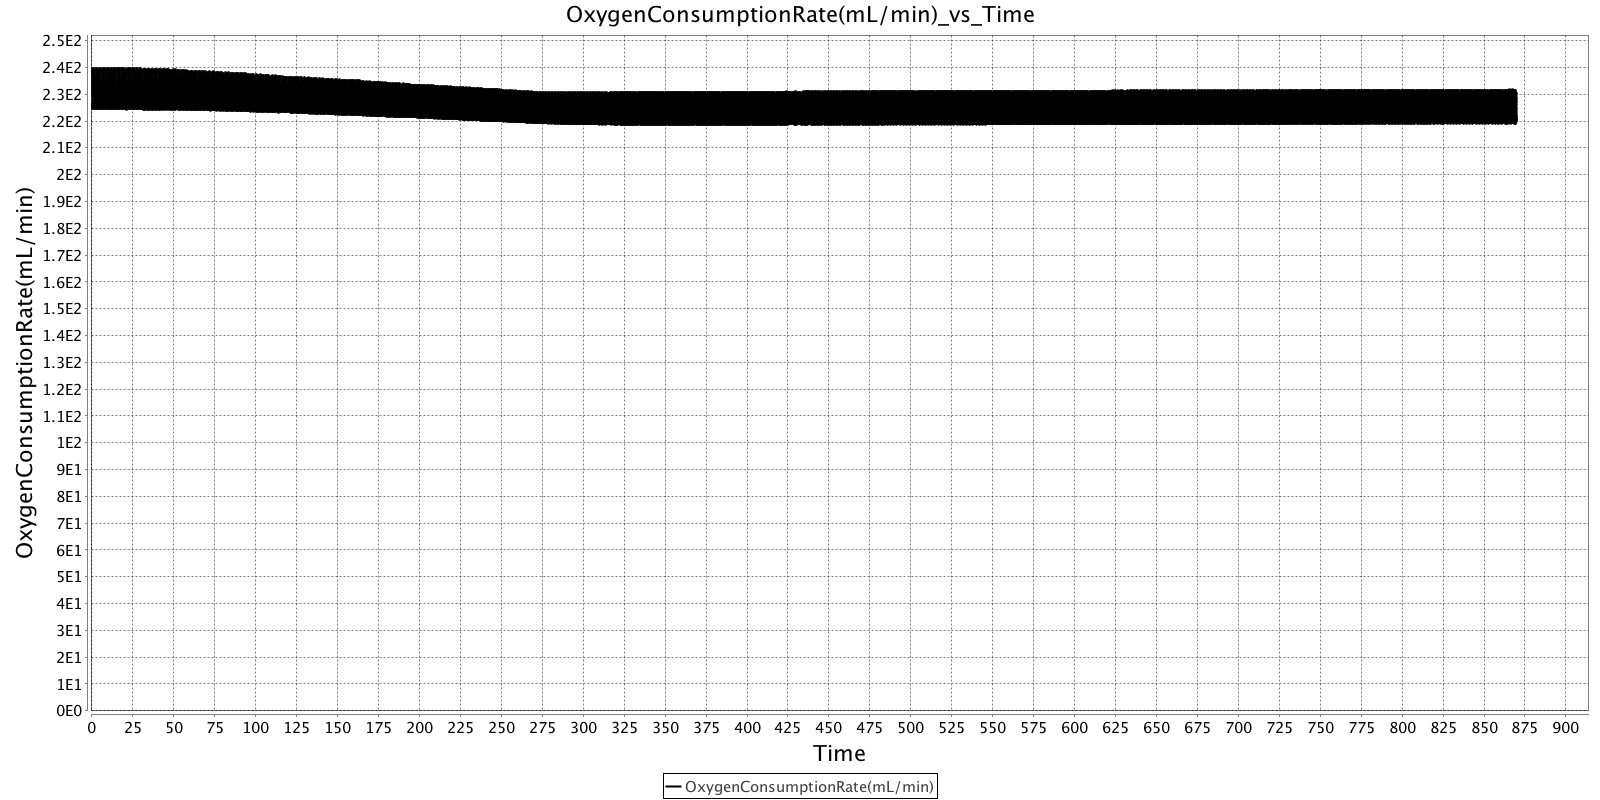 OxygenConsumptionRate(mL/min)_vs_Time
OxygenConsumptionRate(mL/min)
2.5E2
2.4E2
2.3E2
2.2E2
2.1E2
2E2
1.9E2
1.8E2
1.7E2
1.6E2
1.5E2
1.4E2
1.3E2
1.2E2
1.1E2
1E2
9E1
8E1
7E1
6E1
5E1
4E1
3E1
2E1
1E1
0E0
0 25 50 75 100 125 150 175 200 225 250 275 300 325 350 375 400 425 450 475 500 525 550 575 600 625 650 675 700 725 750 775 800 825 850 875 900
Time
OxygenConsumptionRate(mL/min)